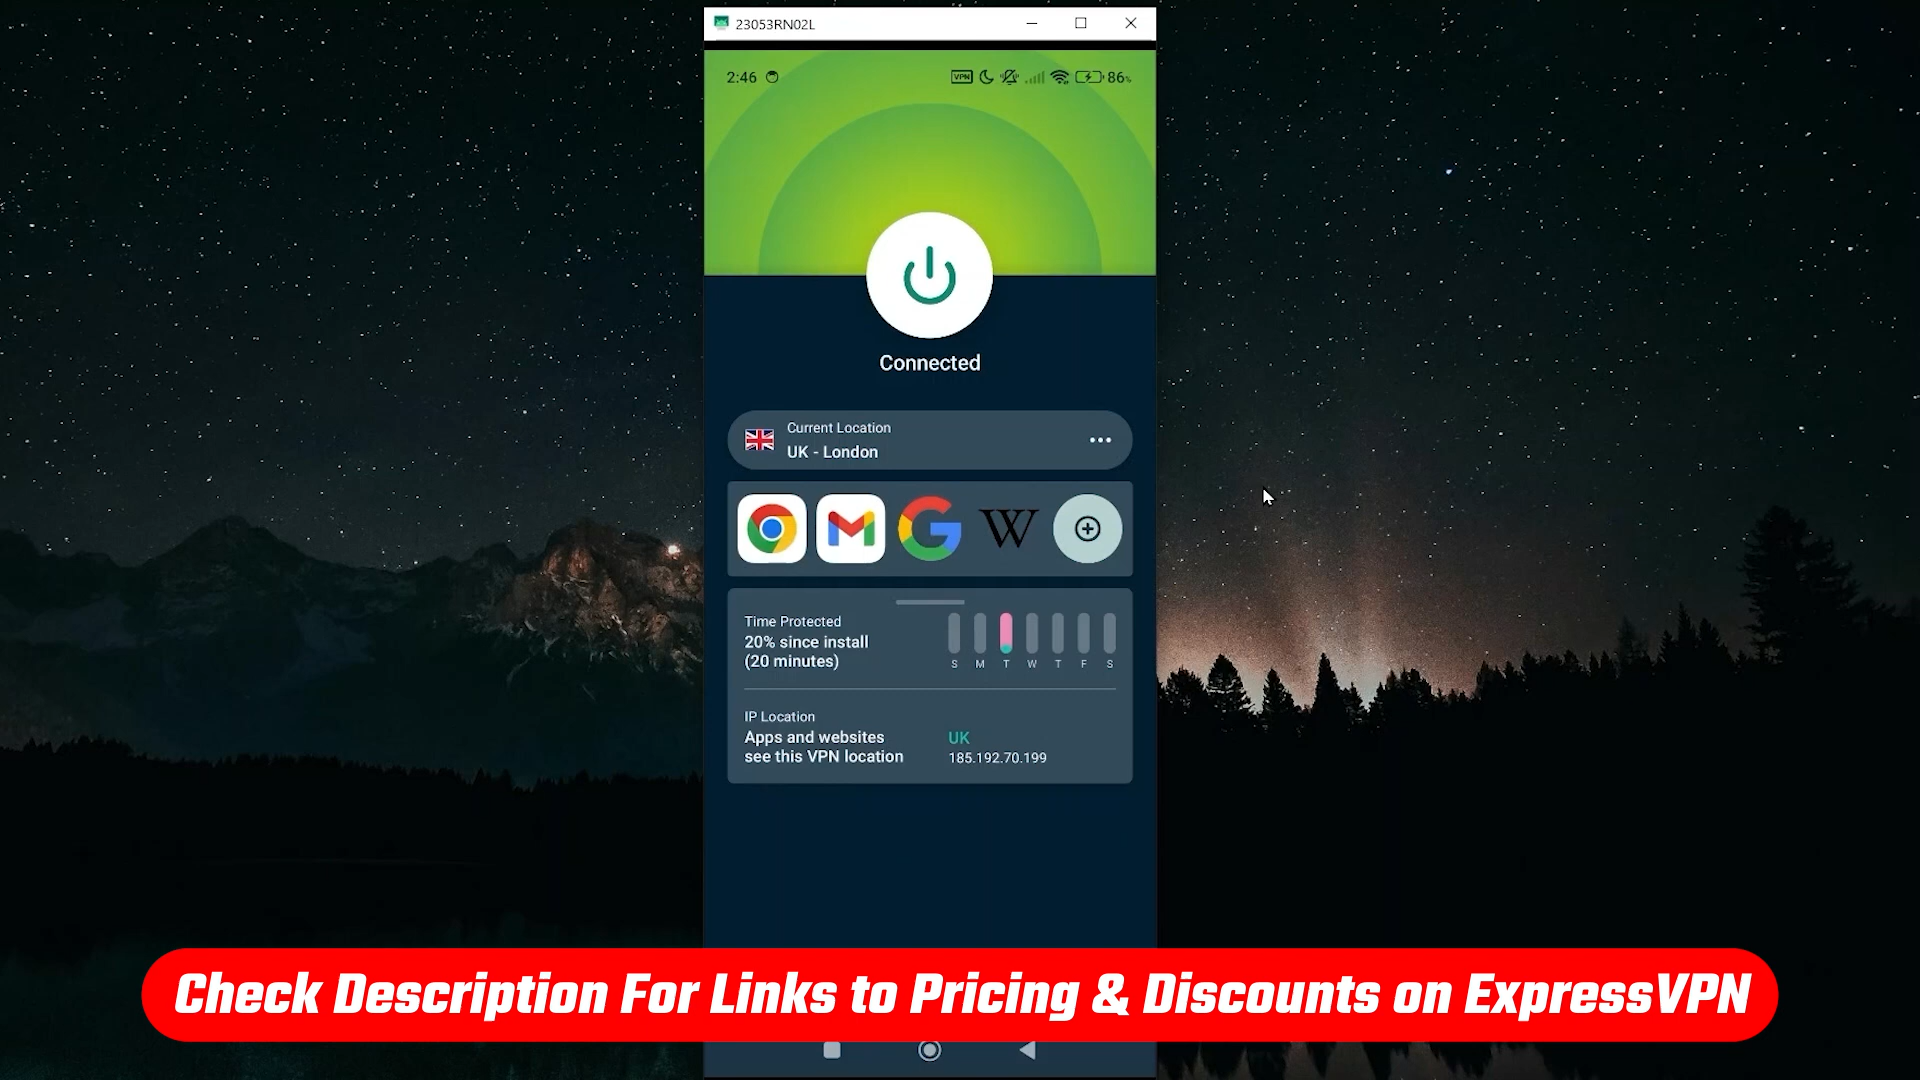 23053RN02L
2:46
VPN
86%
Connected
Current Location
UK - London
W
Time Protected
20% since install
(20 minutes)
S M T W T F S
IP Location
Apps and websites
see this VPN location
UK
185.192.70.199
Check Description For Links to Pricing & Discounts on ExpressVPN